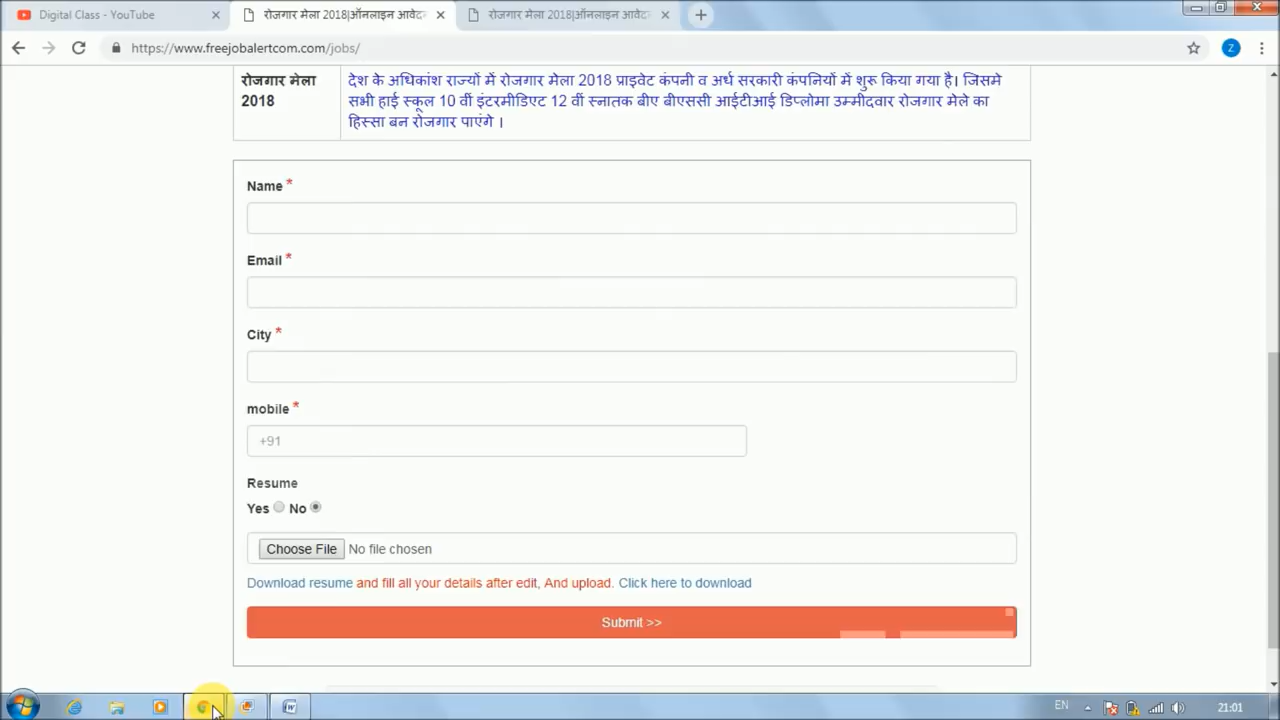 Digital Class - YouTube
रोजगार मेला 2018|ऑनलाइन आवेद
रोजगार मेला 2018|ऑनलाइन आवेद
https://www.freejobalertcom.com/jobs/
Z
रोजगार मेला 2018
देश के अधिकांश राज्यों में रोजगार मेला 2018 प्राइवेट कंपनी व अर्ध सरकारी कंपनियों में शुरू किया गया है। जिसमे
सभी हाई स्कूल 10 वीं इंटरमीडिएट 12 वीं स्नातक बीए बीएससी आईटीआई डिप्लोमा उम्मीदवार रोजगार मेले का
हिस्सा बन रोजगार पाएंगे ।
Name *
Email *
City *
mobile *
+91
Resume
Yes No
Choose File No file chosen
Download resume and fill all your details after edit, And upload. Click here to download
Submit >>
EN
21:01